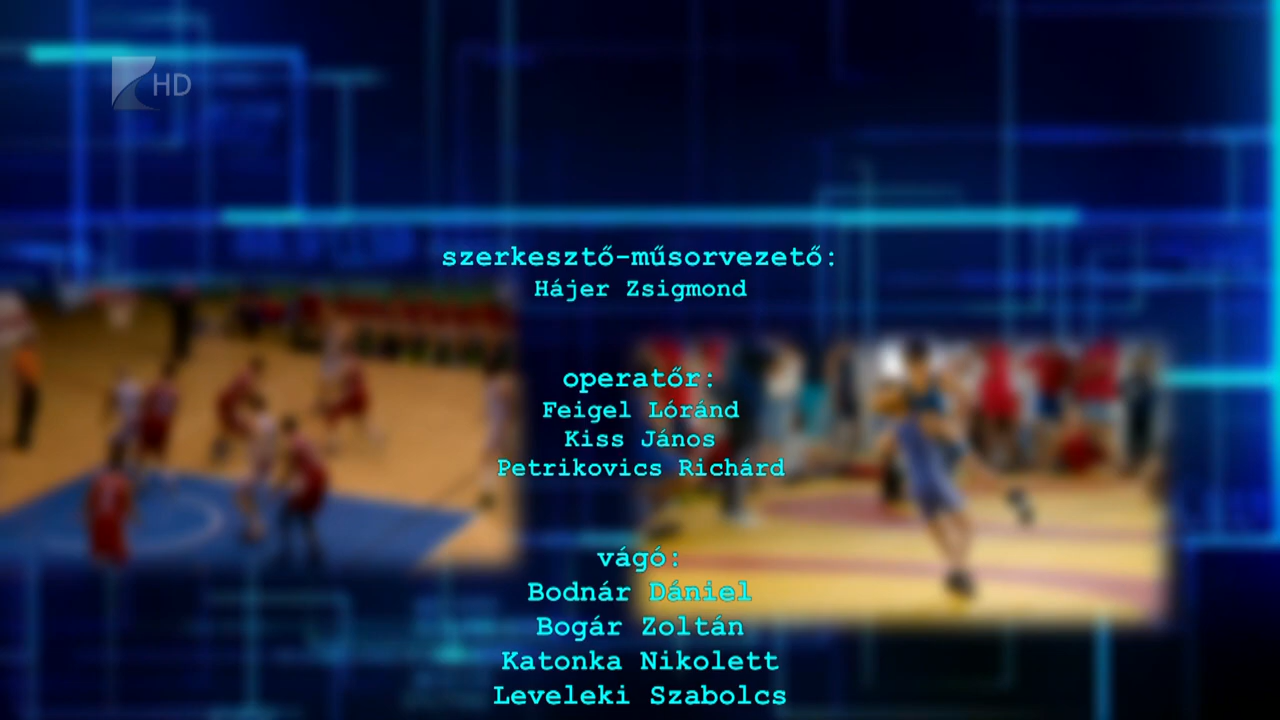 HD
szerkesztő-műsorvezető:
Hájer Zsigmond
operatőr:
Feigel Lóránd
Kiss János
Petrikovics Richárd
vágó:
Bodnár Dániel
Bogár Zoltán
Katonka Nikolett
Leveleki Szabolcs